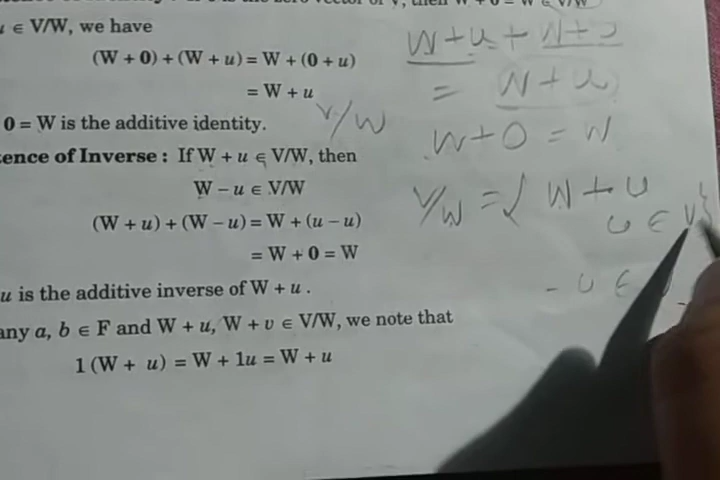 u ∈ V/W, we have
(W + 0) + (W + u) = W + (0 + u)
= W + u
0 = W is the additive identity.
ence of Inverse : If W + u ∈ V/W, then
W – u ∈ V/W
(W + u) + (W – u) = W + (u – u)
= W + 0 = W
u is the additive inverse of W + u .
any a, b ∈ F and W + u, W + v ∈ V/W, we note that
1 (W + u) = W + 1u = W + u
W + u + W + 0
= W + u
V/W
W + 0 = W
V/W = { W + u
u ∈ V}
- u ∈